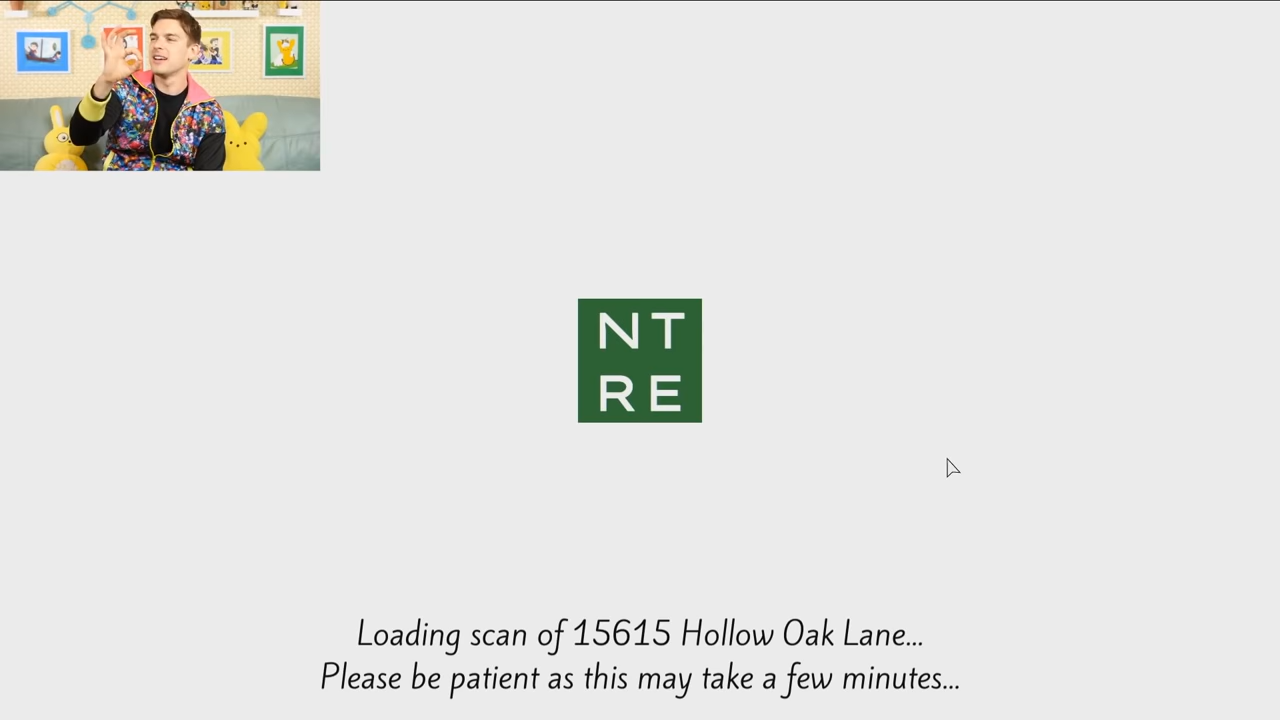 NT
RE
Loading scan of 15615 Hollow Oak Lane...
Please be patient as this may take a few minutes...